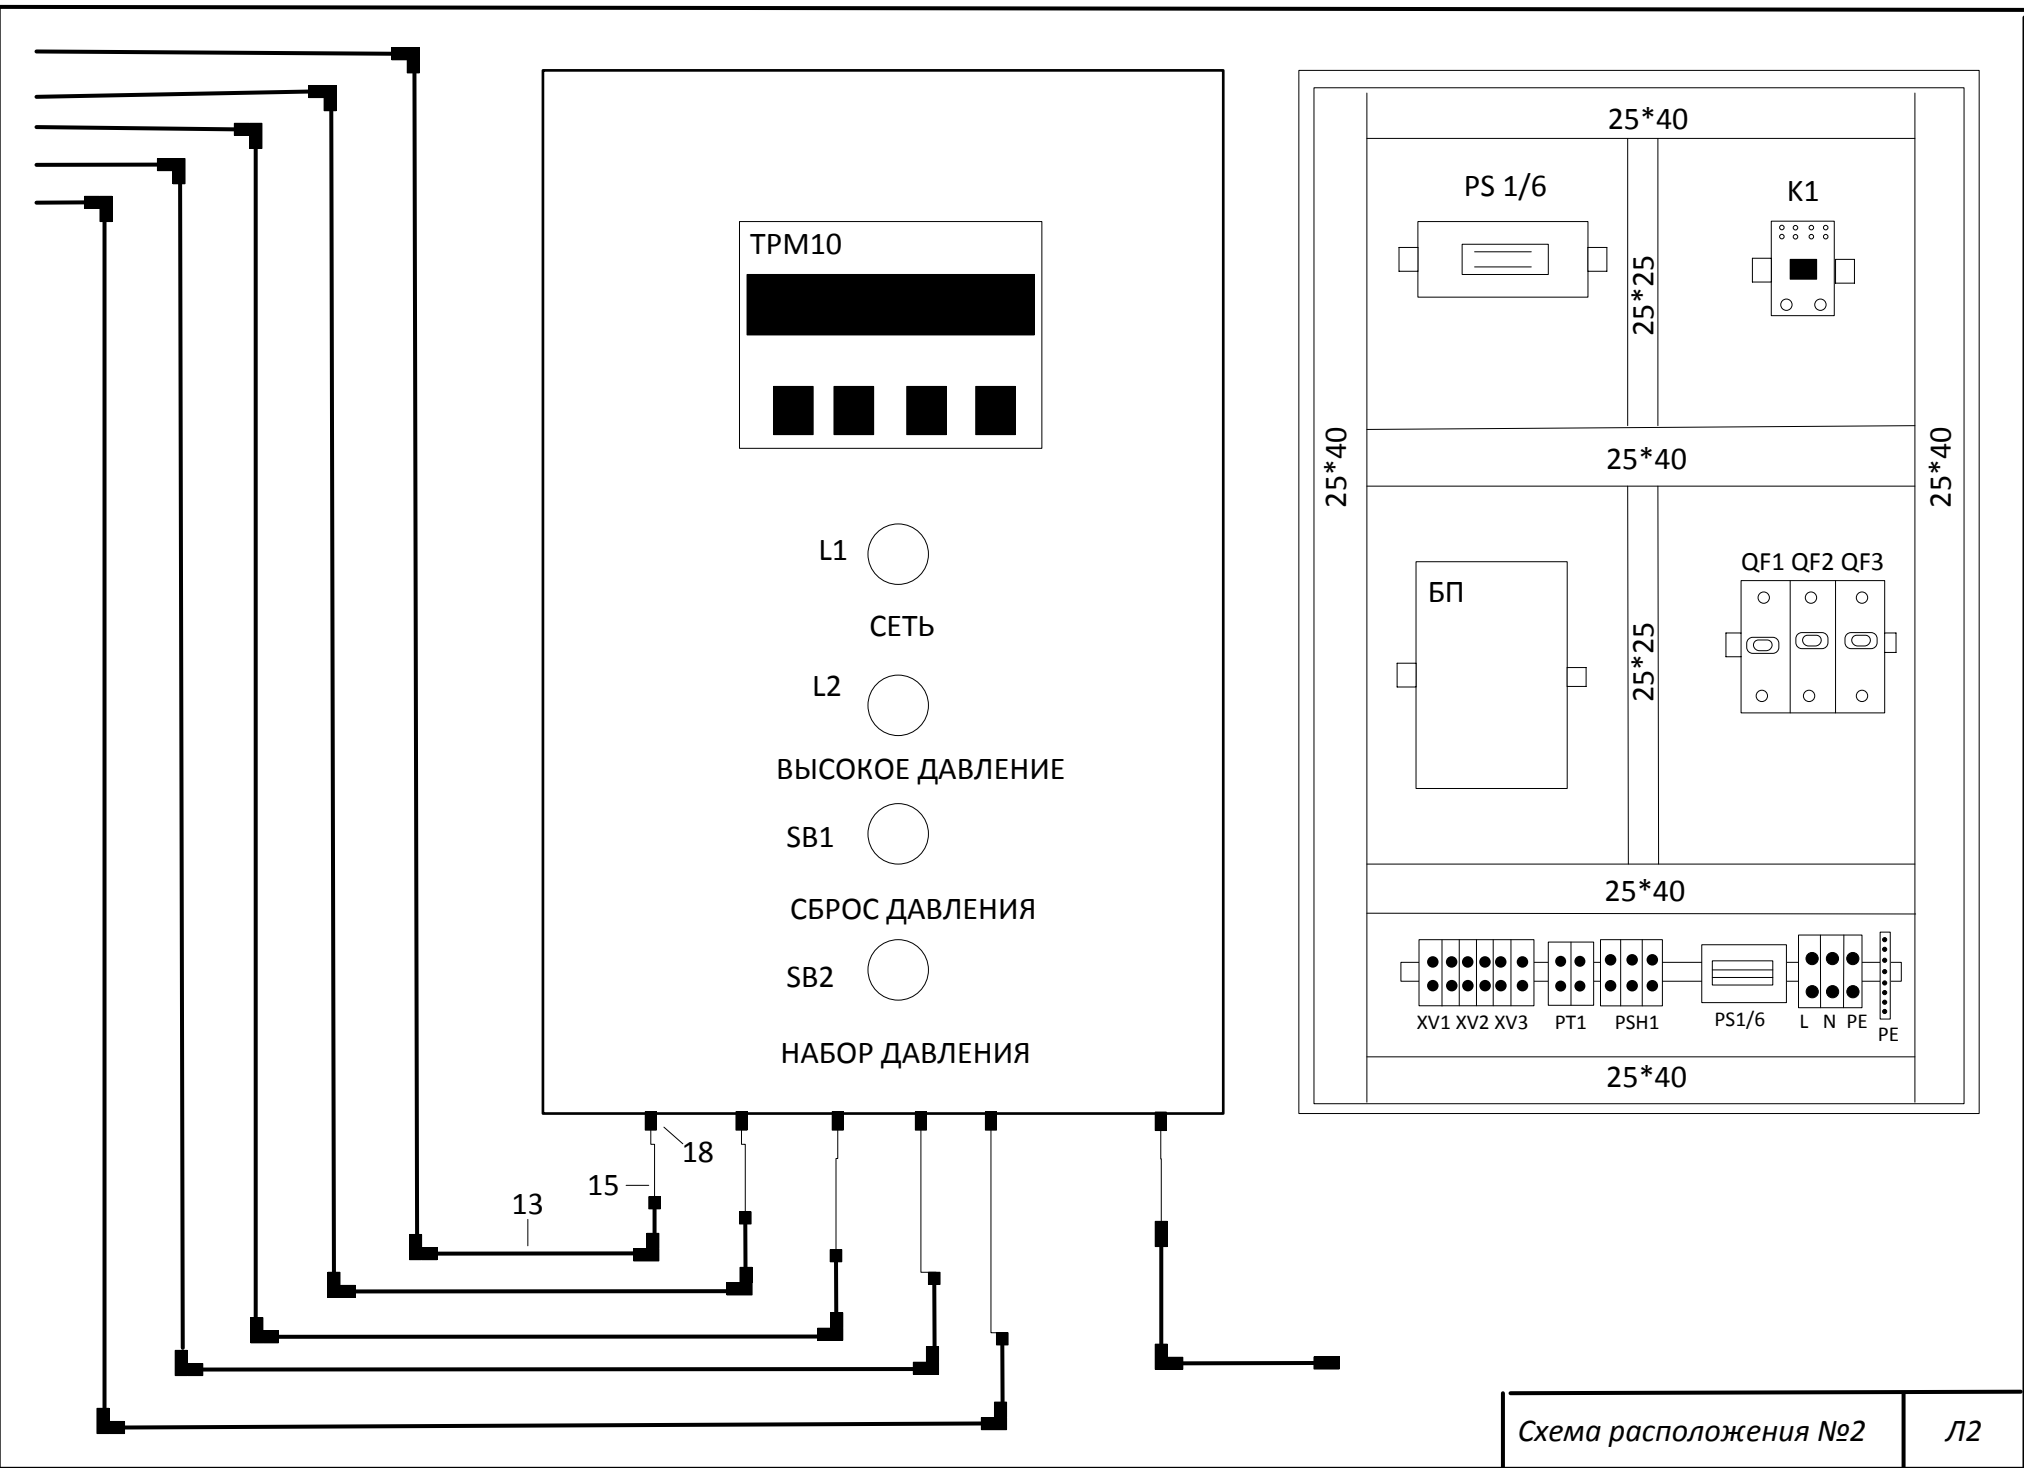 ТРМ10
L1
СЕТЬ
L2
ВЫСОКОЕ ДАВЛЕНИЕ
SB1
СБРОС ДАВЛЕНИЯ
SB2
НАБОР ДАВЛЕНИЯ
18
15
13
25*40
PS 1/6
K1
25*25
25*40
25*40
25*40
QF1 QF2 QF3
БП
25*25
25*40
XV1 XV2 XV3 PT1 PSH1 PS1/6 L N PE
PE
25*40
Схема расположения №2 Л2